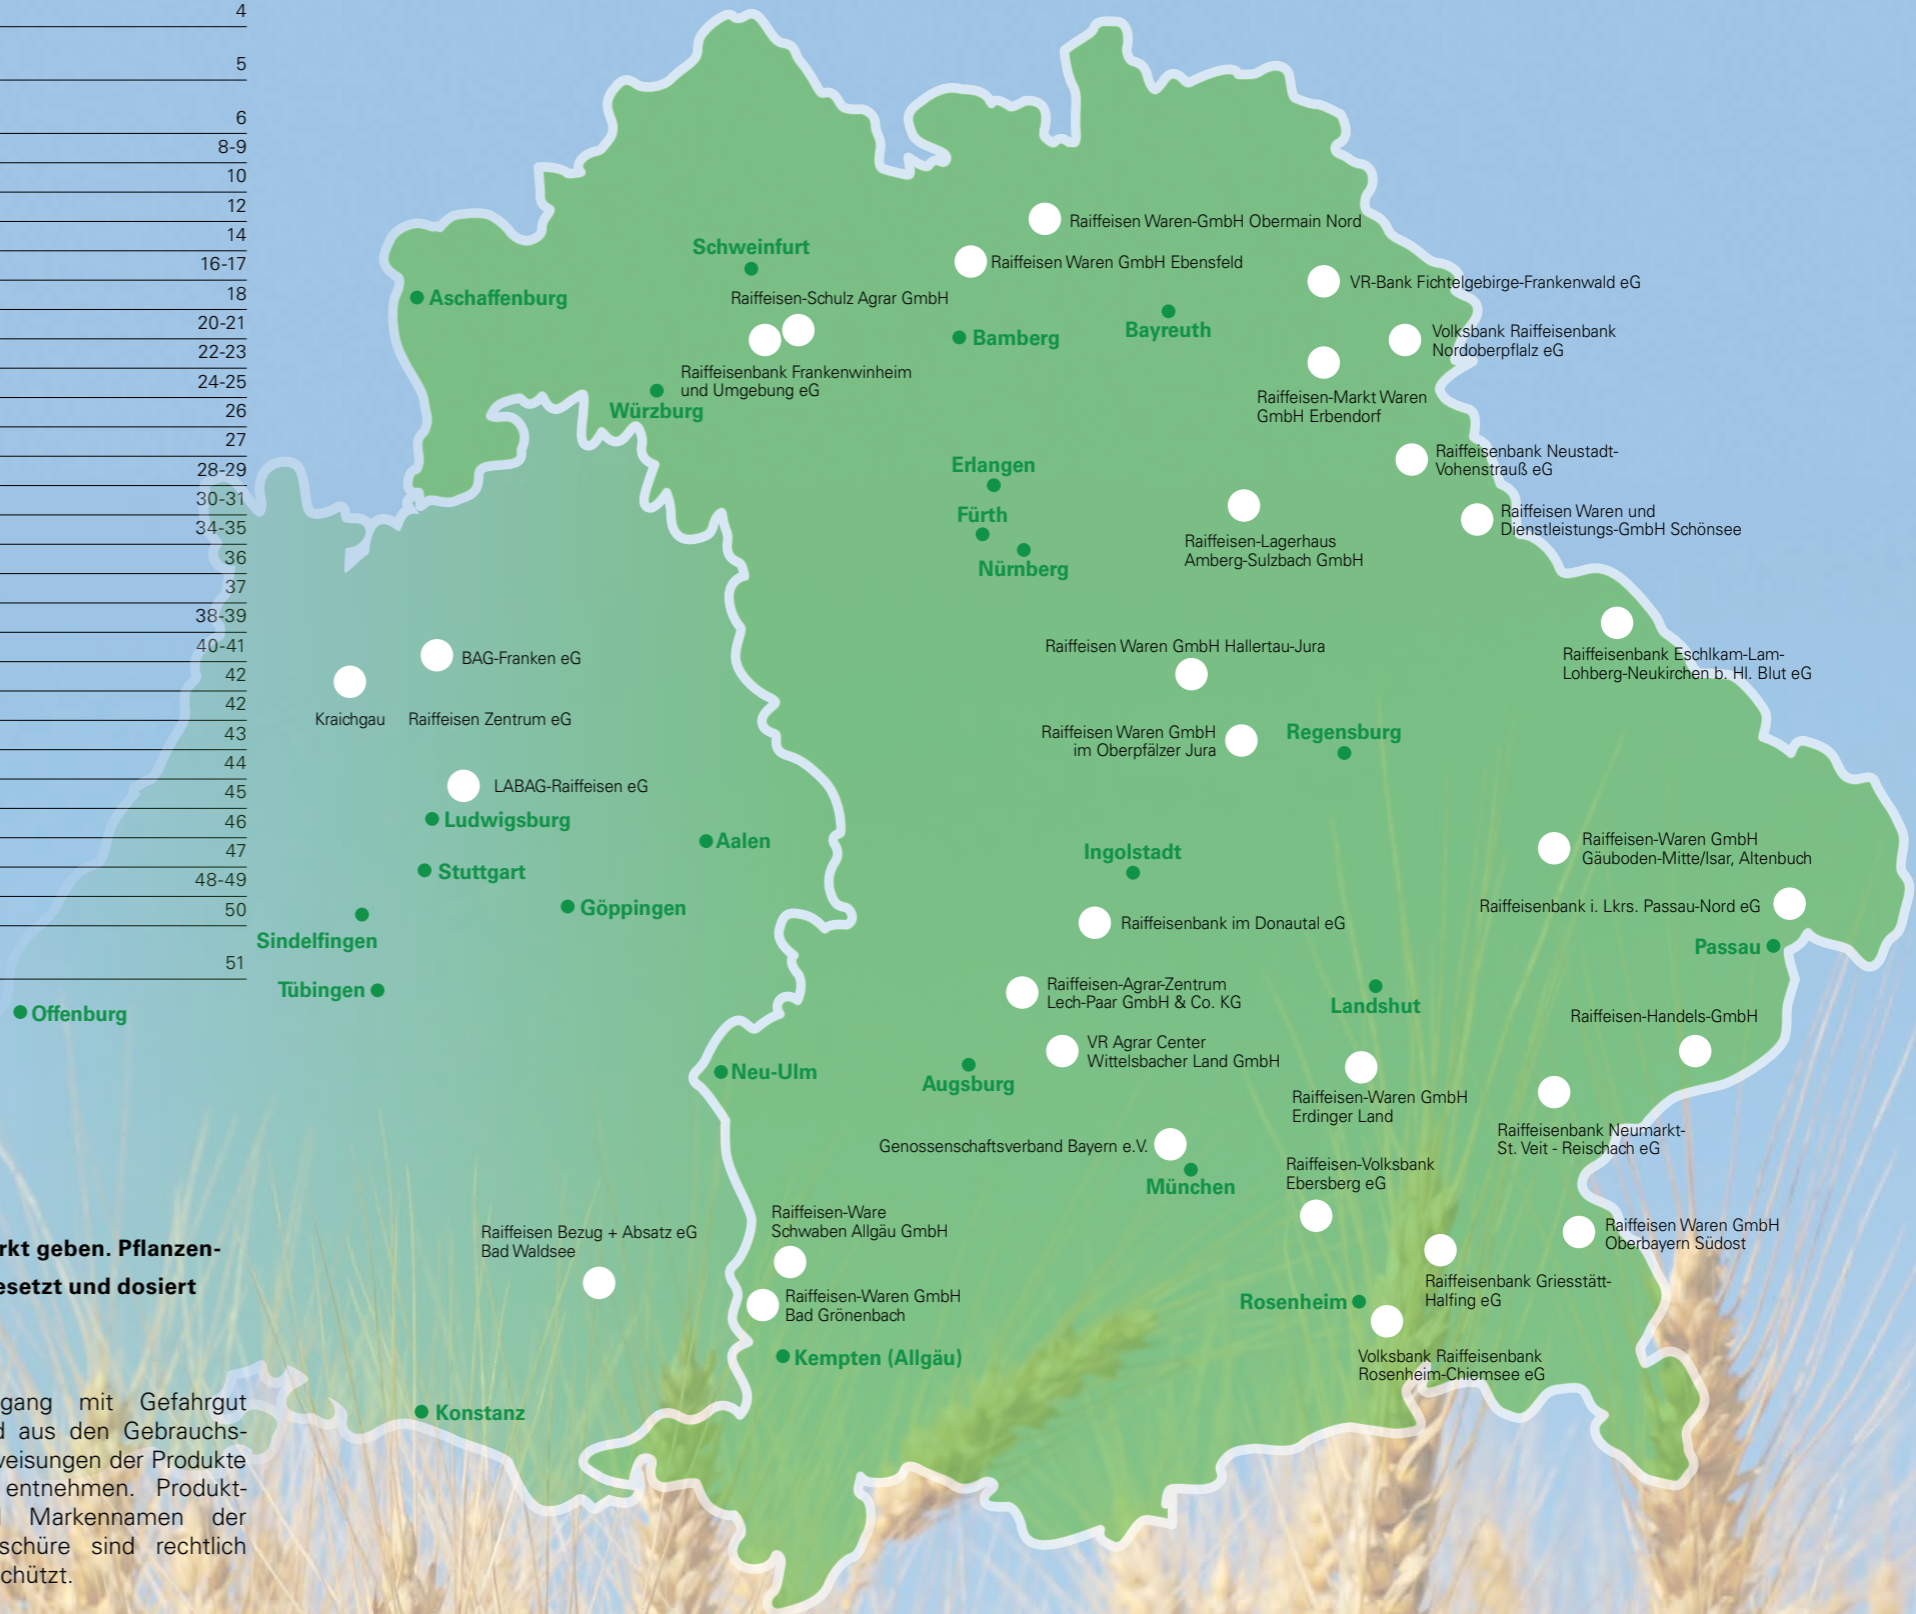 4
5
6
8-9
10
12
14
16-17
18
20-21
22-23
24-25
26
27
28-29
30-31
34-35
36
37
38-39
40-41
42
42
43
44
45
46
47
48-49
50
51
rkt geben. Pflanzen-
esetzt und dosiert
gang mit Gefahrgut
d aus den Gebrauchs-
weisungen der Produkte
entnehmen. Produkt-
Markennamen der
schüre sind rechtlich
chützt.
Raiffeisen Waren-GmbH Obermain Nord
Schweinfurt
Raiffeisen Waren GmbH Ebensfeld
VR-Bank Fichtelgebirge-Frankenwald eG
Aschaffenburg
Raiffeisen-Schulz Agrar GmbH
Bayreuth
Bamberg
Volksbank Raiffeisenbank
Nordoberpflalz eG
Raiffeisenbank Frankenwinheim
und Umgebung eG
Würzburg
Raiffeisen-Markt Waren
GmbH Erbendorf
Erlangen
Raiffeisenbank Neustadt-
Vohenstrauß eG
Fürth
Raiffeisen Waren und
Dienstleistungs-GmbH Schönsee
Raiffeisen-Lagerhaus
Amberg-Sulzbach GmbH
Nürnberg
Raiffeisen Waren GmbH Hallertau-Jura
BAG-Franken eG
Raiffeisenbank Eschlkam-Lam-
Lohberg-Neukirchen b. Hl. Blut eG
Kraichgau Raiffeisen Zentrum eG
Raiffeisen Waren GmbH
im Oberpfälzer Jura
Regensburg
LABAG-Raiffeisen eG
Ludwigsburg
Aalen
Ingolstadt
Raiffeisen-Waren GmbH
Gäuboden-Mitte/Isar, Altenbuch
Stuttgart
Göppingen
Raiffeisenbank i. Lkrs. Passau-Nord eG
Raiffeisenbank im Donautal eG
Sindelfingen
Passau
Tübingen
Raiffeisen-Agrar-Zentrum
Lech-Paar GmbH & Co. KG
Landshut
Offenburg
Raiffeisen-Handels-GmbH
VR Agrar Center
Wittelsbacher Land GmbH
Neu-Ulm
Augsburg
Raiffeisen-Waren GmbH
Erdinger Land
Raiffeisenbank Neumarkt-
St. Veit - Reischach eG
Genossenschaftsverband Bayern e.V.
München
Raiffeisen-Volksbank
Ebersberg eG
Raiffeisen-Ware
Schwaben Allgäu GmbH
Raiffeisen Bezug + Absatz eG
Bad Waldsee
Raiffeisen Waren GmbH
Oberbayern Südost
Raiffeisen-Waren GmbH
Bad Grönenbach
Raiffeisenbank Griesstätt-
Halfing eG
Rosenheim
Kempten (Allgäu)
Volksbank Raiffeisenbank
Rosenheim-Chiemsee eG
Konstanz